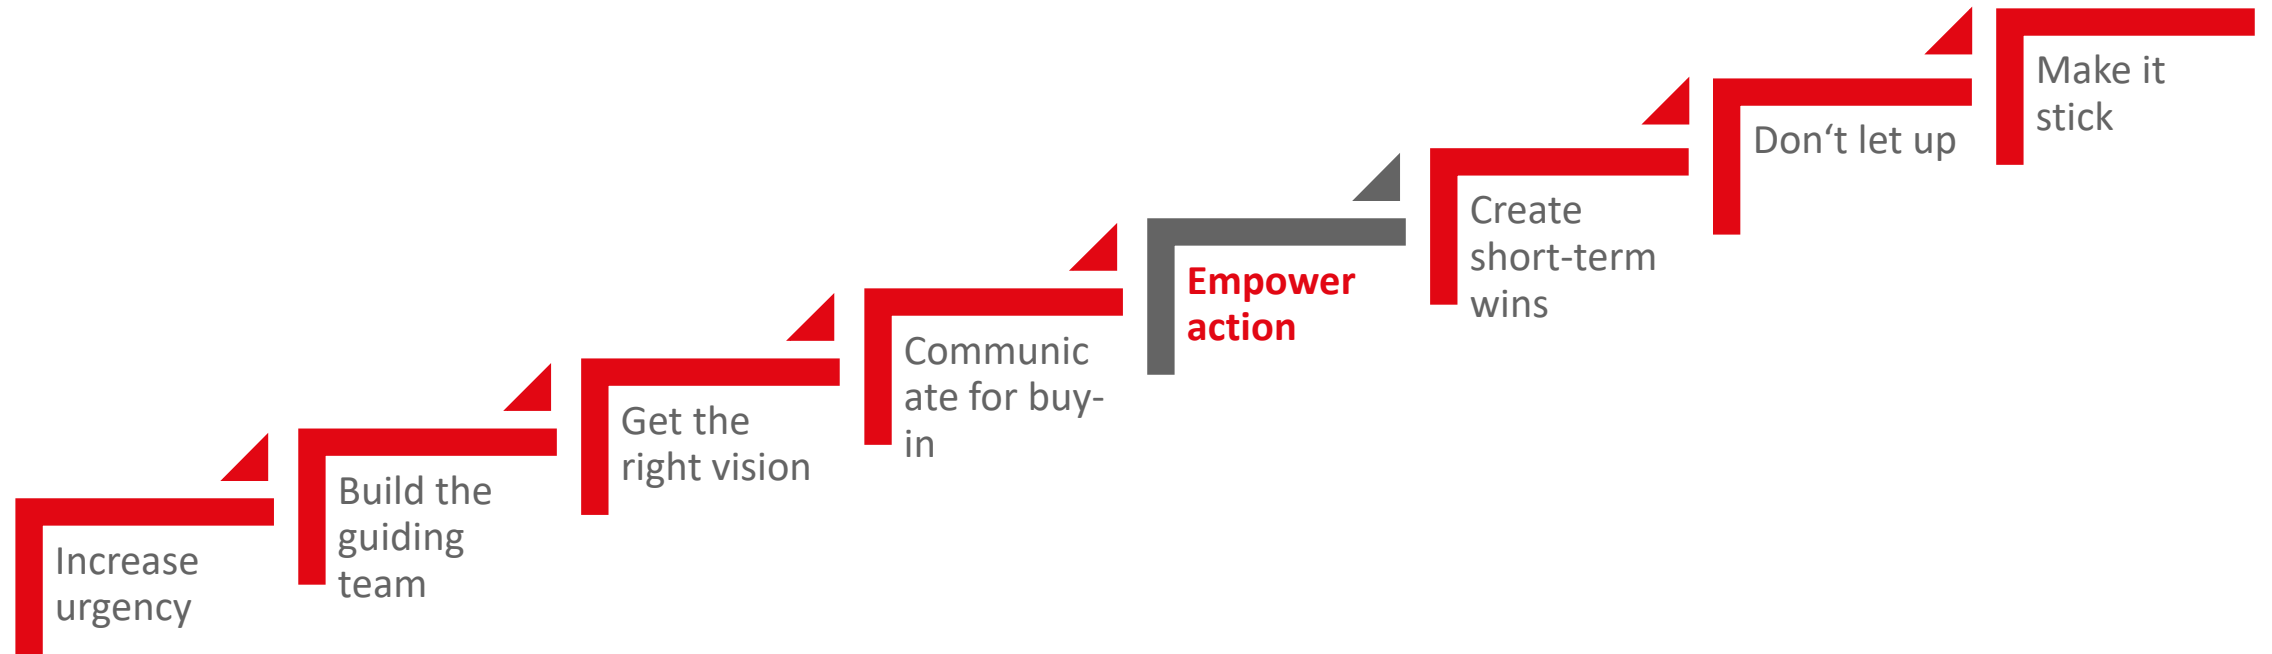 Increase
urgency
Build the
guiding
team
Get the
right vision
Communic
ate for buy-
in
Empower
action
Create
short-term
wins
Don‘t let up
Make it
stick